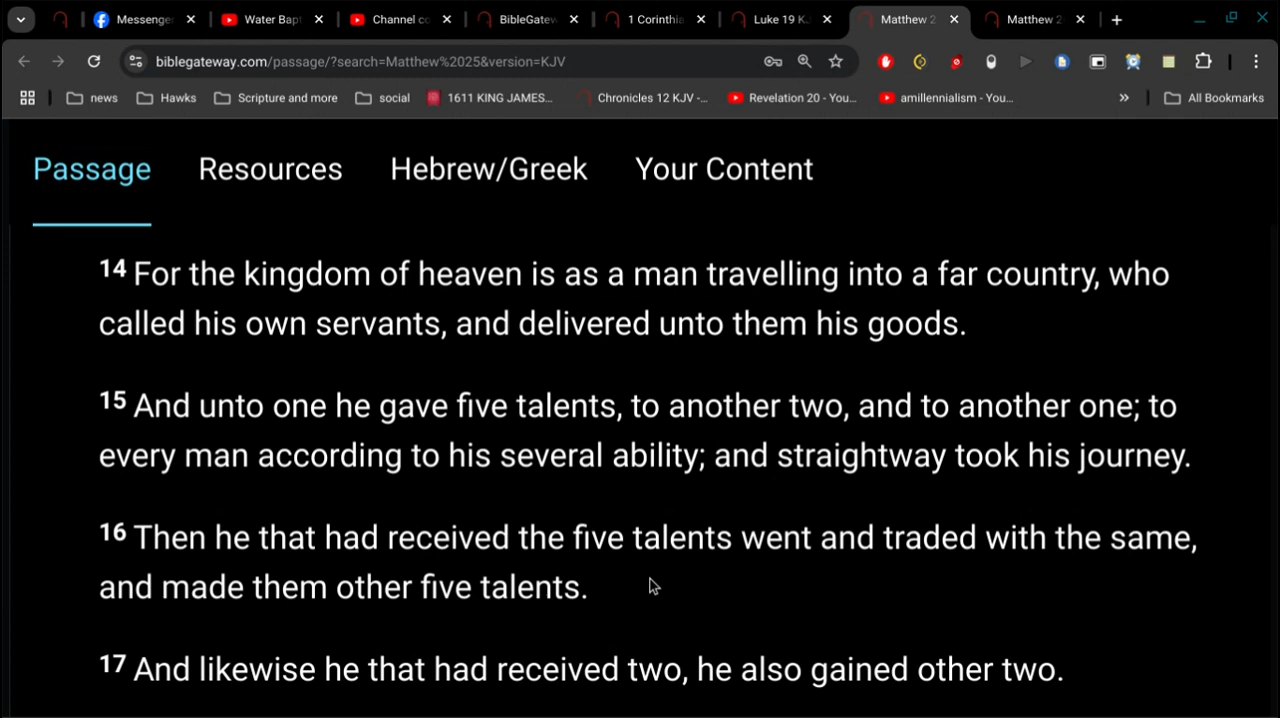 Messenger Water Bap Channel co BibleGatew 1 Corinthia Luke 19 K Matthew 2 Matthew 2
biblegateway.com/passage/?search=Matthew%2025&version=KJV
news Hawks Scripture and more social 1611 KING JAMES... Chronicles 12 KJV -... Revelation 20 - You... amillennialism - You... » All Bookmarks
Passage Resources Hebrew/Greek Your Content
14 For the kingdom of heaven is as a man travelling into a far country, who
called his own servants, and delivered unto them his goods.
15 And unto one he gave five talents, to another two, and to another one; to
every man according to his several ability; and straightway took his journey.
16 Then he that had received the five talents went and traded with the same,
and made them other five talents.
17 And likewise he that had received two, he also gained other two.